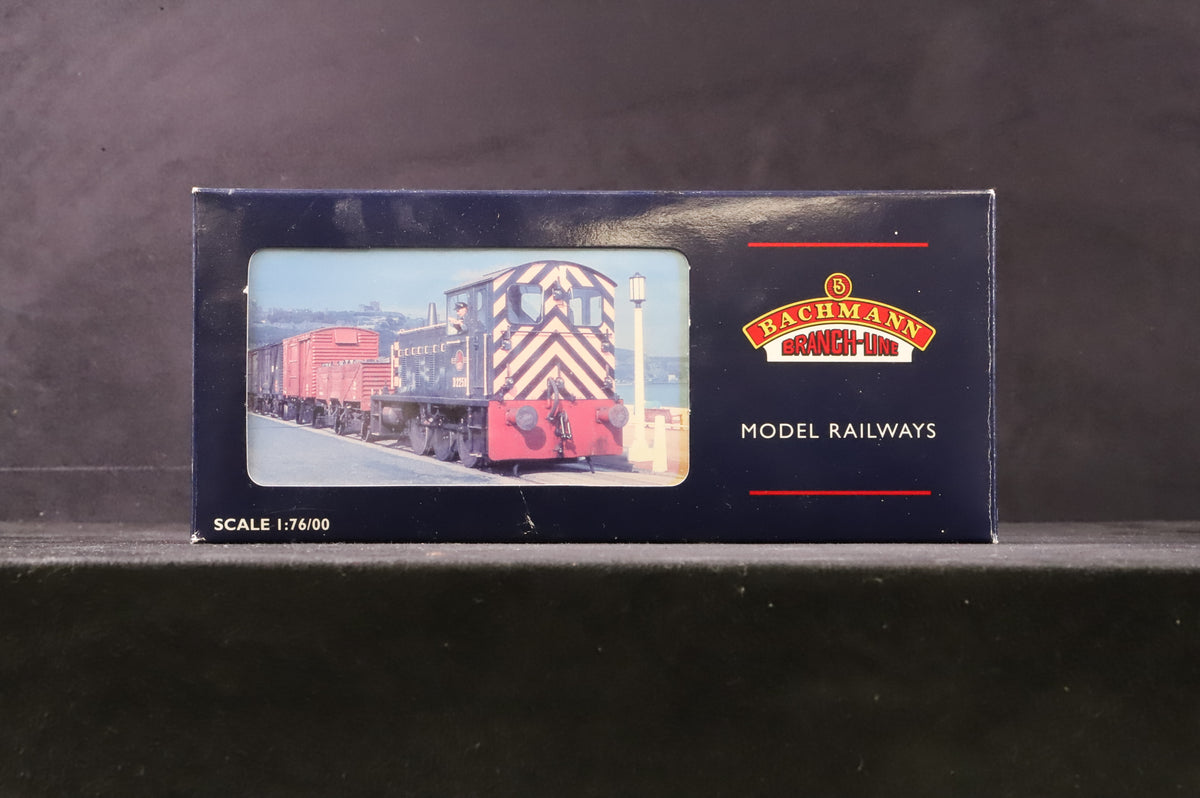 B
BACHMANN
BRANCH-LINE
MODEL RAILWAYS
SCALE 1:76/00